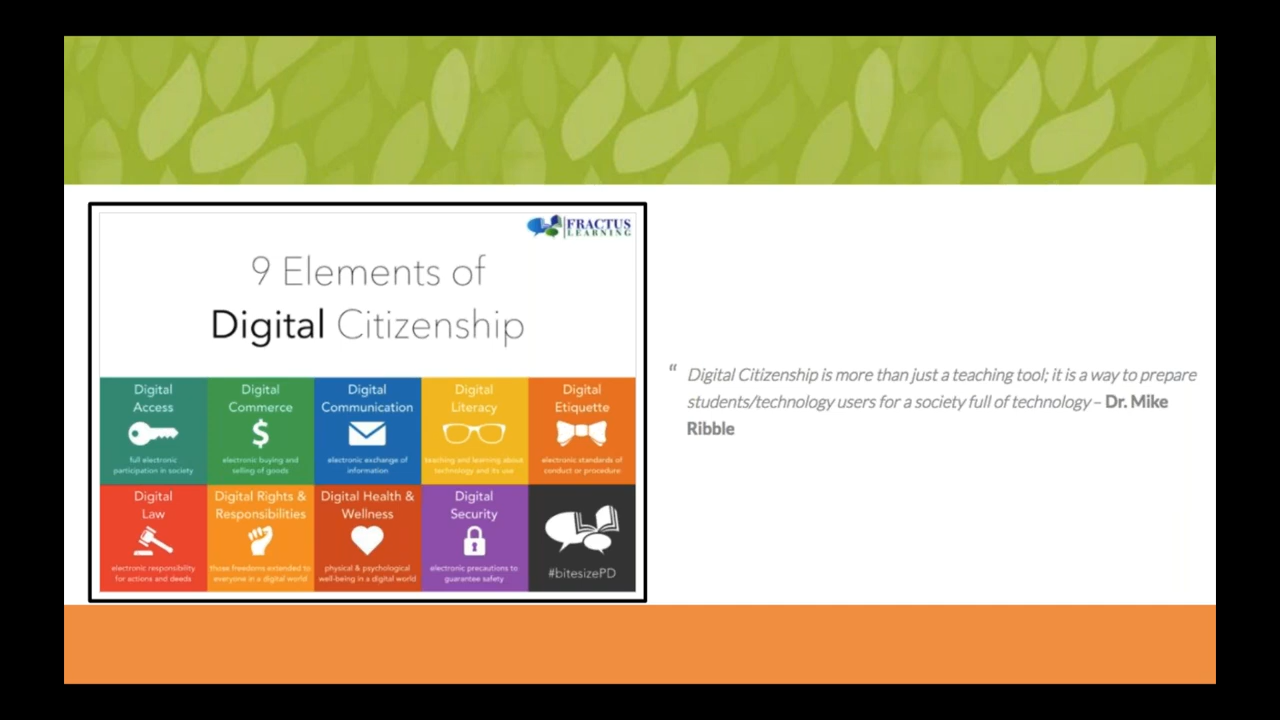 FRACTUS
LEARNING
9 Elements of
Digital Citizenship
Digital
Access
full electronic
participation in society
Digital
Commerce
electronic buying and
selling of goods
Digital
Communication
electronic exchange of
information
Digital
Literacy
teaching and learning about
technology and its use
Digital
Etiquette
electronic standards of
conduct or procedure
Digital
Law
electronic responsibility
for actions and deeds
Digital Rights &
Responsibilities
those freedoms extended to
everyone in a digital world
Digital Health &
Wellness
physical & psychological
well-being in a digital world
Digital
Security
electronic precautions to
guarantee safety
#bitesizePD
“ Digital Citizenship is more than just a teaching tool; it is a way to prepare
students/technology users for a society full of technology – Dr. Mike
Ribble